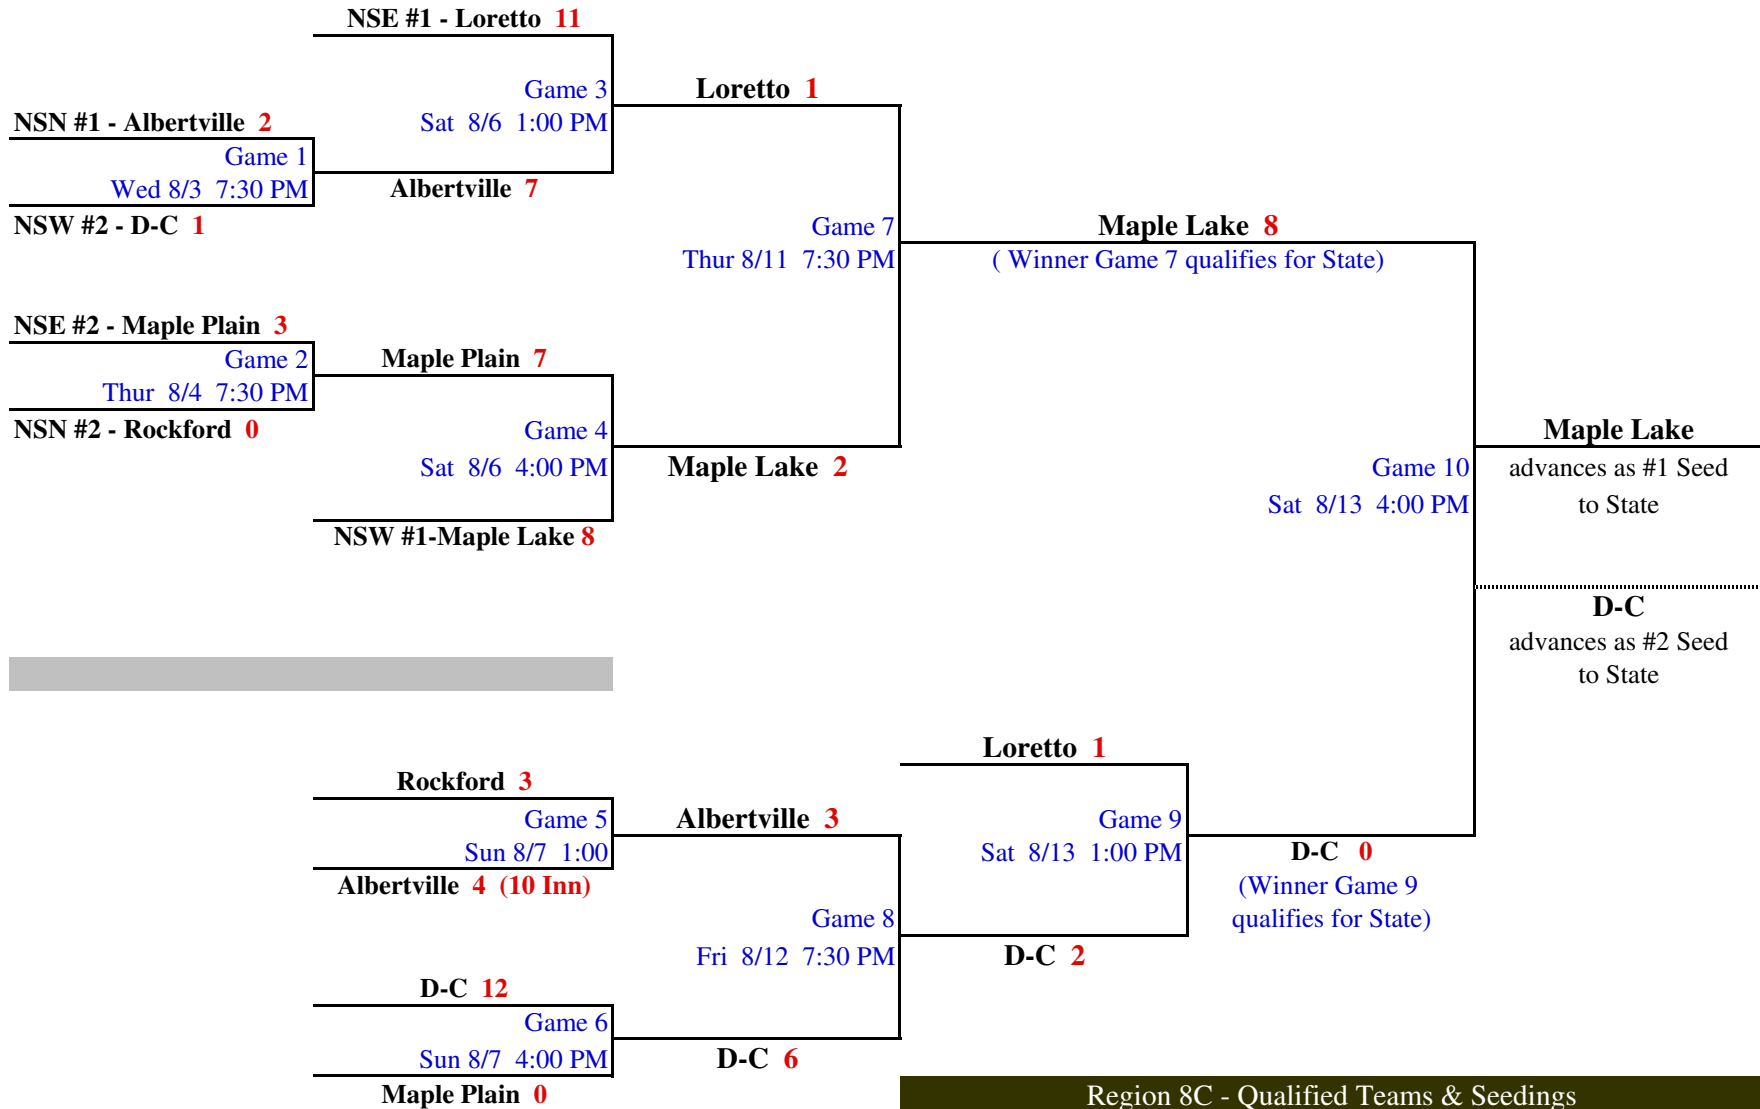 NSE #1 - Loretto 11
Game 3
Sat 8/6 1:00 PM
Loretto 1
NSN #1 - Albertville 2
Game 1
Wed 8/3 7:30 PM
NSW #2 - D-C 1
Albertville 7
Game 7
Thur 8/11 7:30 PM
Maple Lake 8
( Winner Game 7 qualifies for State)
NSE #2 - Maple Plain 3
Game 2
Thur 8/4 7:30 PM
NSN #2 - Rockford 0
Maple Plain 7
Game 4
Sat 8/6 4:00 PM
NSW #1-Maple Lake 8
Maple Lake 2
Game 10
Sat 8/13 4:00 PM
Maple Lake
advances as #1 Seed
to State
D-C
advances as #2 Seed
to State
Rockford 3
Game 5
Sun 8/7 1:00
Albertville 4 (10 Inn)
Albertville 3
Loretto 1
Game 9
Sat 8/13 1:00 PM
D-C 0
(Winner Game 9
qualifies for State)
Game 8
Fri 8/12 7:30 PM
D-C 2
D-C 12
Game 6
Sun 8/7 4:00 PM
Maple Plain 0
D-C 6
Region 8C - Qualified Teams & Seedings